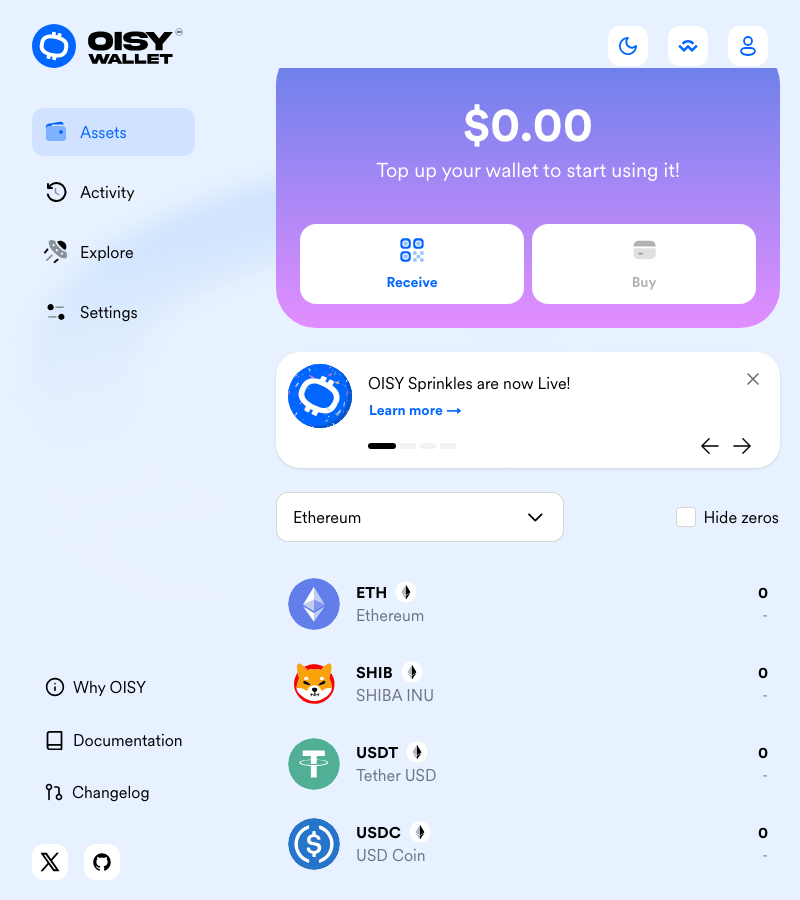 OISY
WALLET
Assets
Activity
Explore
Settings
$0.00
Top up your wallet to start using it!
Receive
Buy
OISY Sprinkles are now Live!
Learn more →
Ethereum
Hide zeros
ETH
0
Ethereum
-
SHIB
0
SHIBA INU
-
USDT
0
Tether USD
-
USDC
0
USD Coin
-
Why OISY
Documentation
Changelog